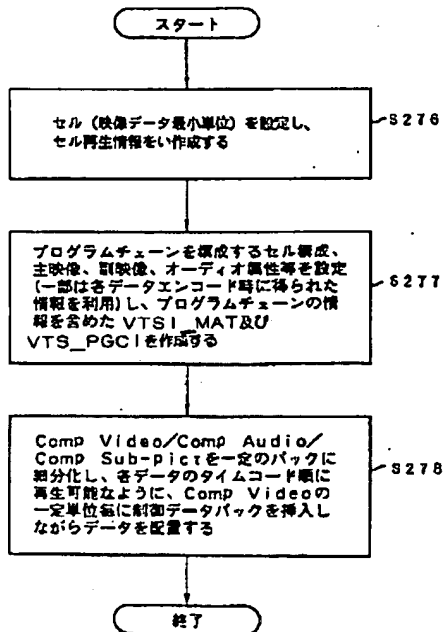 スタート
セル(映像データ最小単位)を設定し、
セル再生情報をい作成する
S276
プログラムチェーンを構成するセル構成、
主映像、副映像、オーディオ属性等を設定
(一部は各データエンコード時に得られた
情報を利用)し、プログラムチェーンの情
報を含めたVTSI_MAT及び
VTS_PGCIを作成する
S277
Comp Video/Comp Audio/
Comp Sub-pictを一定のパックに
細分化し、各データのタイムコード順に
再生可能なように、Comp Videoの
一定単位毎に制御データパックを挿入し
ながらデータを配置する
S278
終了